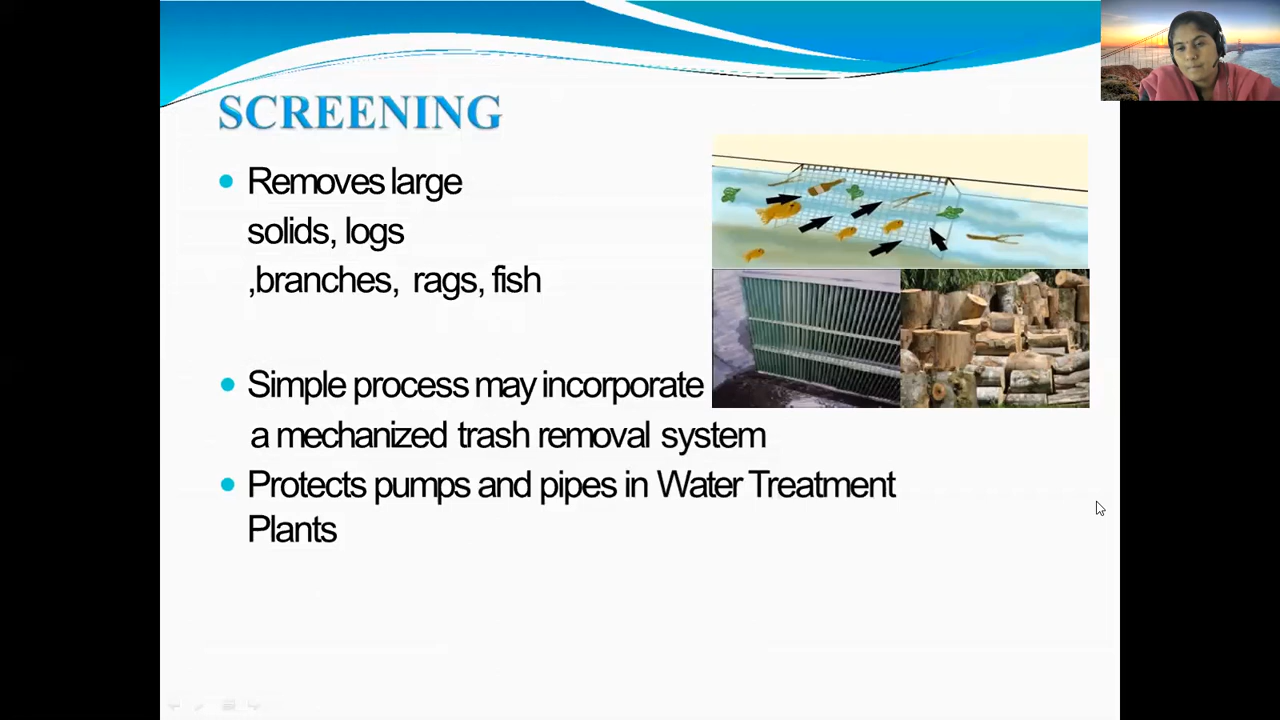 SCREENING
• Removes large
solids, logs
,branches, rags, fish
• Simple process may incorporate
a mechanized trash removal system
• Protects pumps and pipes in Water Treatment
Plants